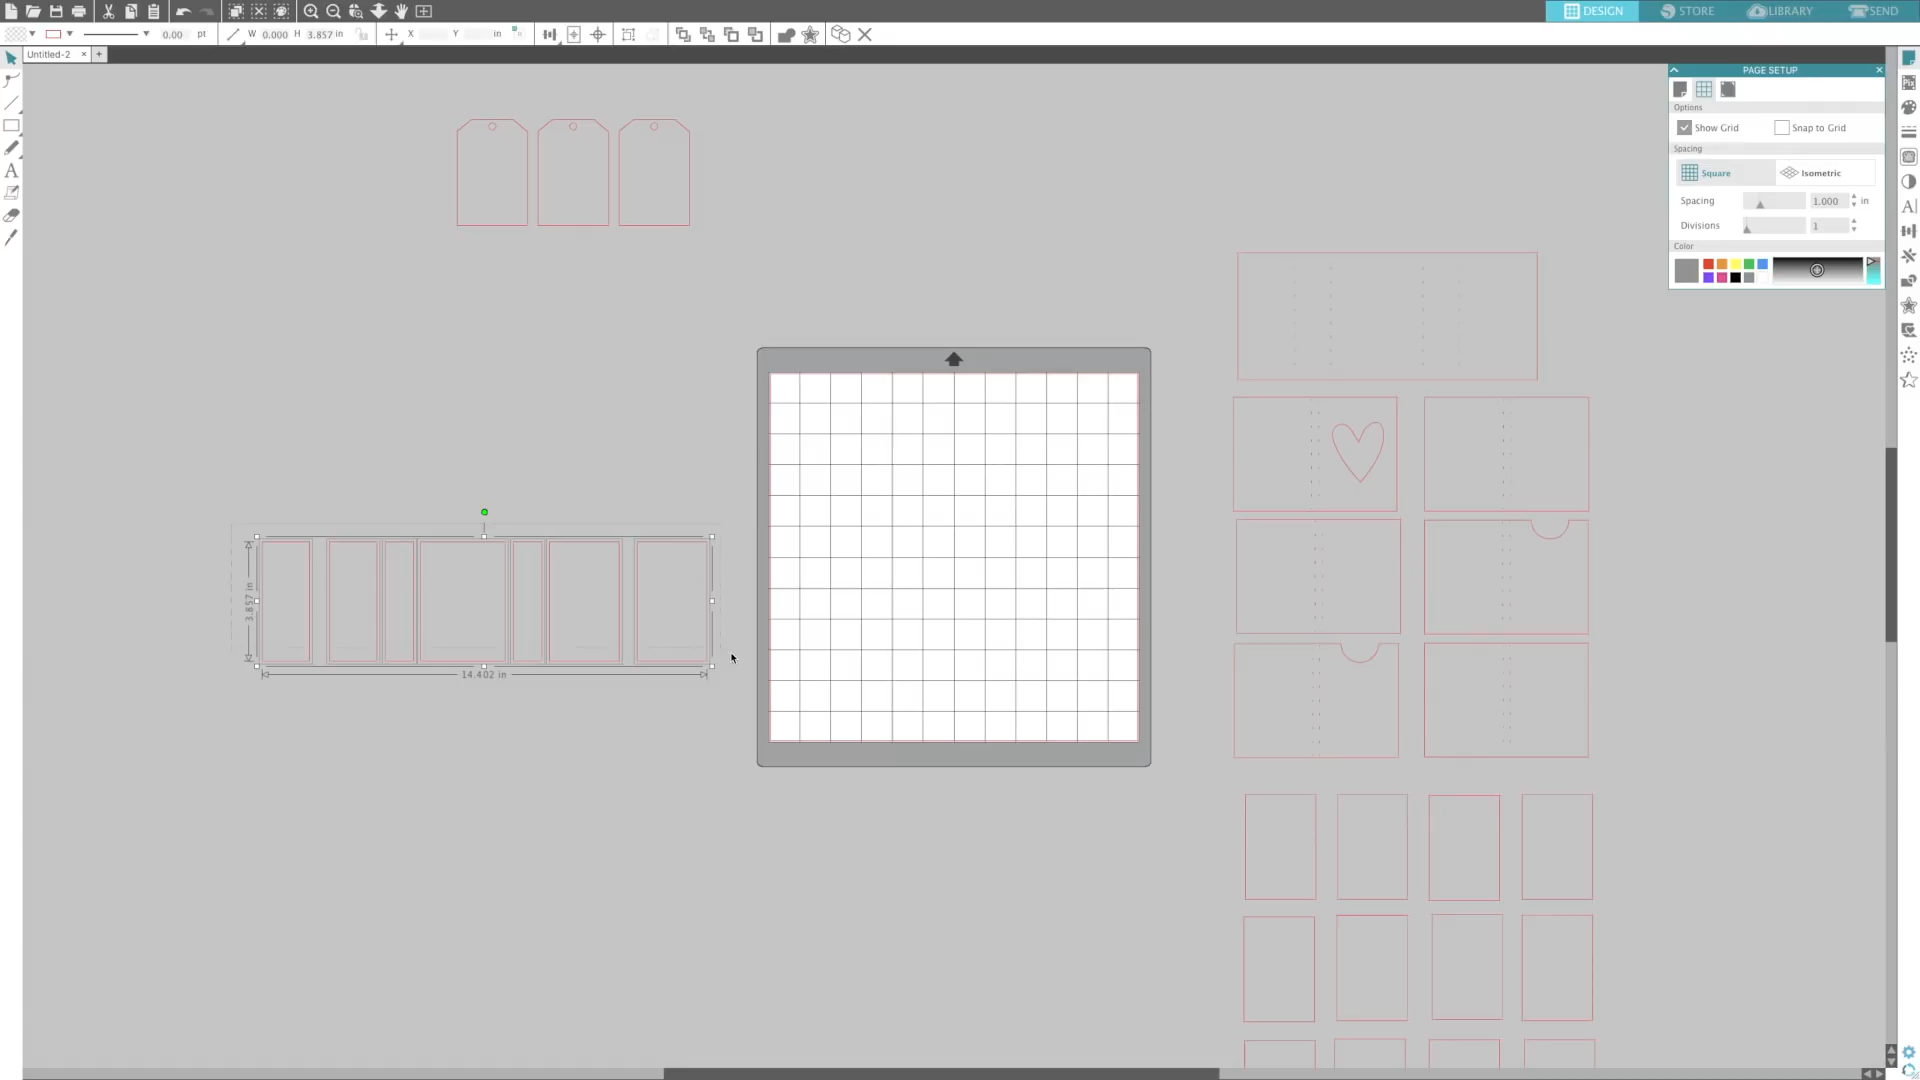 DESIGN
STORE
LIBRARY
SEND
0.00 pt
W 0.000 H 3.857 in
X
Y
in
Untitled-2
PAGE SETUP
Options
Show Grid
Snap to Grid
Spacing
Square
Isometric
Spacing 1.000 in
Divisions 1
Color
3.857 in
14.402 in